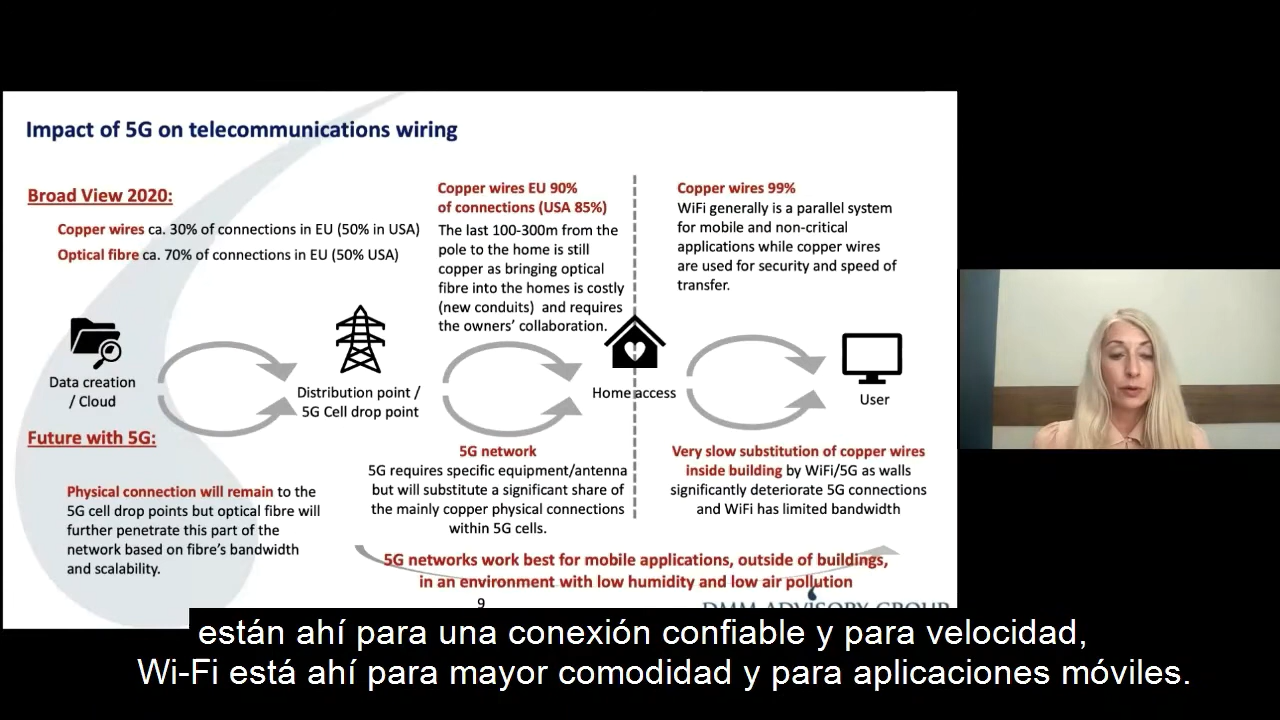 Impact of 5G on telecommunications wiring
Broad View 2020:
Copper wires ca. 30% of connections in EU (50% in USA)
Optical fibre ca. 70% of connections in EU (50% USA)
Copper wires EU 90%
of connections (USA 85%)
The last 100-300m from the
pole to the home is still
copper as bringing optical
fibre into the homes is costly
(new conduits) and requires
the owners' collaboration.
Copper wires 99%
WiFi generally is a parallel system
for mobile and non-critical
applications while copper wires
are used for security and speed of
transfer.
Data creation
/ Cloud
Distribution point /
5G Cell drop point
Home access
User
Future with 5G:
Physical connection will remain to the
5G cell drop points but optical fibre will
further penetrate this part of the
network based on fibre's bandwidth
and scalability.
5G network
5G requires specific equipment/antenna
but will substitute a significant share of
the mainly copper physical connections
within 5G cells.
Very slow substitution of copper wires
inside building by WiFi/5G as walls
significantly deteriorate 5G connections
and WiFi has limited bandwidth
5G networks work best for mobile applications, outside of buildings,
in an environment with low humidity and low air pollution
9
DMM ADVISORY GROUP
están ahí para una conexión confiable y para velocidad,
Wi-Fi está ahí para mayor comodidad y para aplicaciones móviles.